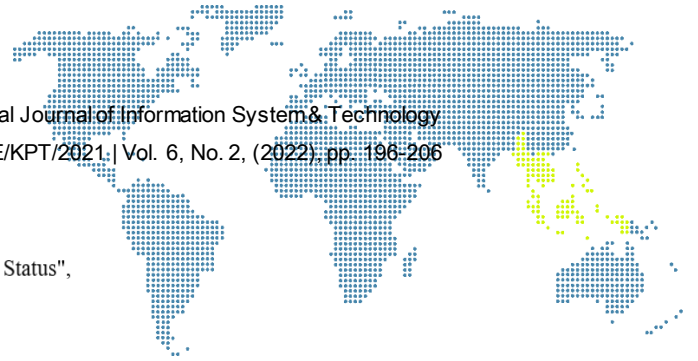 al Journal of Information System & Technology
E/KPT/2021 | Vol. 6, No. 2, (2022), pp. 196-206
Status",